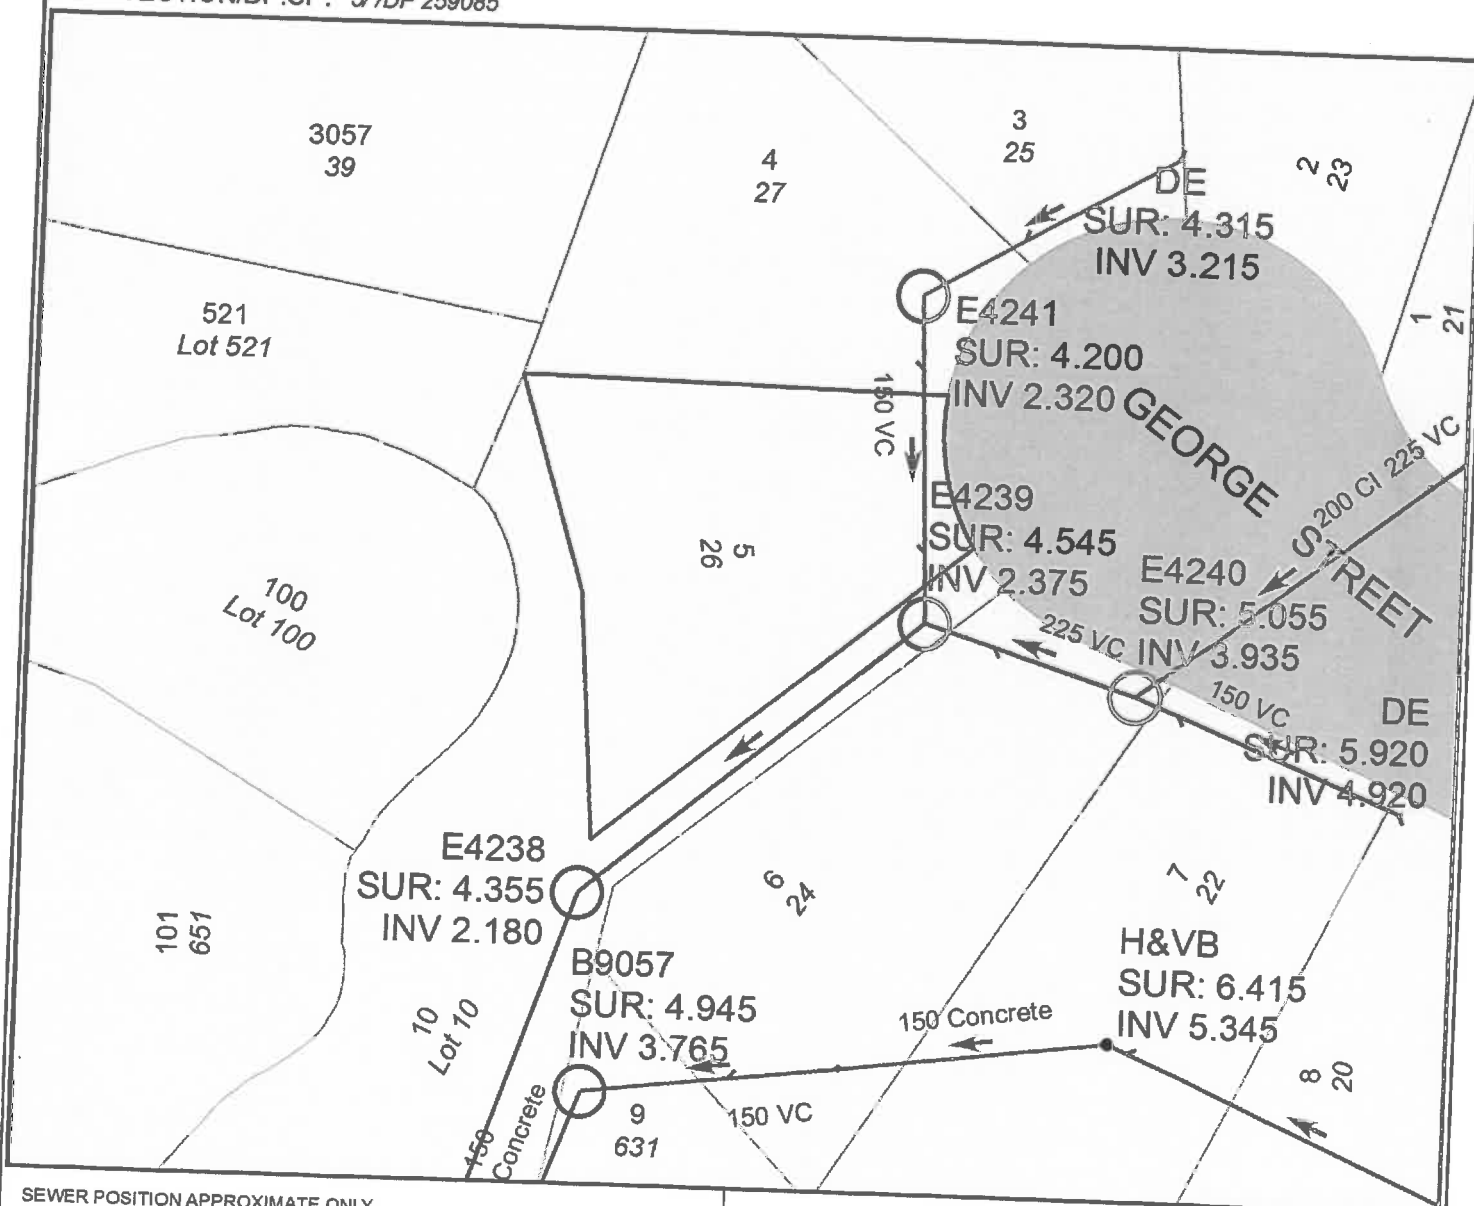 5/-/DP 259085
3057
39
4
27
3
25
2
23
DE
SUR: 4.315
INV 3.215
521
Lot 521
E4241
SUR: 4.200
INV 2.320
1
21
150 VC
GEORGE STREET
200 CI 225 VC
E4239
SUR: 4.545
INV 2.375
5
26
E4240
SUR: 5.055
INV 3.935
100
Lot 100
225 VC
150 VC
DE
SUR: 5.920
INV 4.920
E4238
SUR: 4.355
INV 2.180
6
24
7
22
101
651
B9057
SUR: 4.945
INV 3.765
H&VB
SUR: 6.415
INV 5.345
10
Lot 10
150 Concrete
8
20
9
631
150 VC
150 Concrete
SEWER POSITION APPROXIMATE ONLY